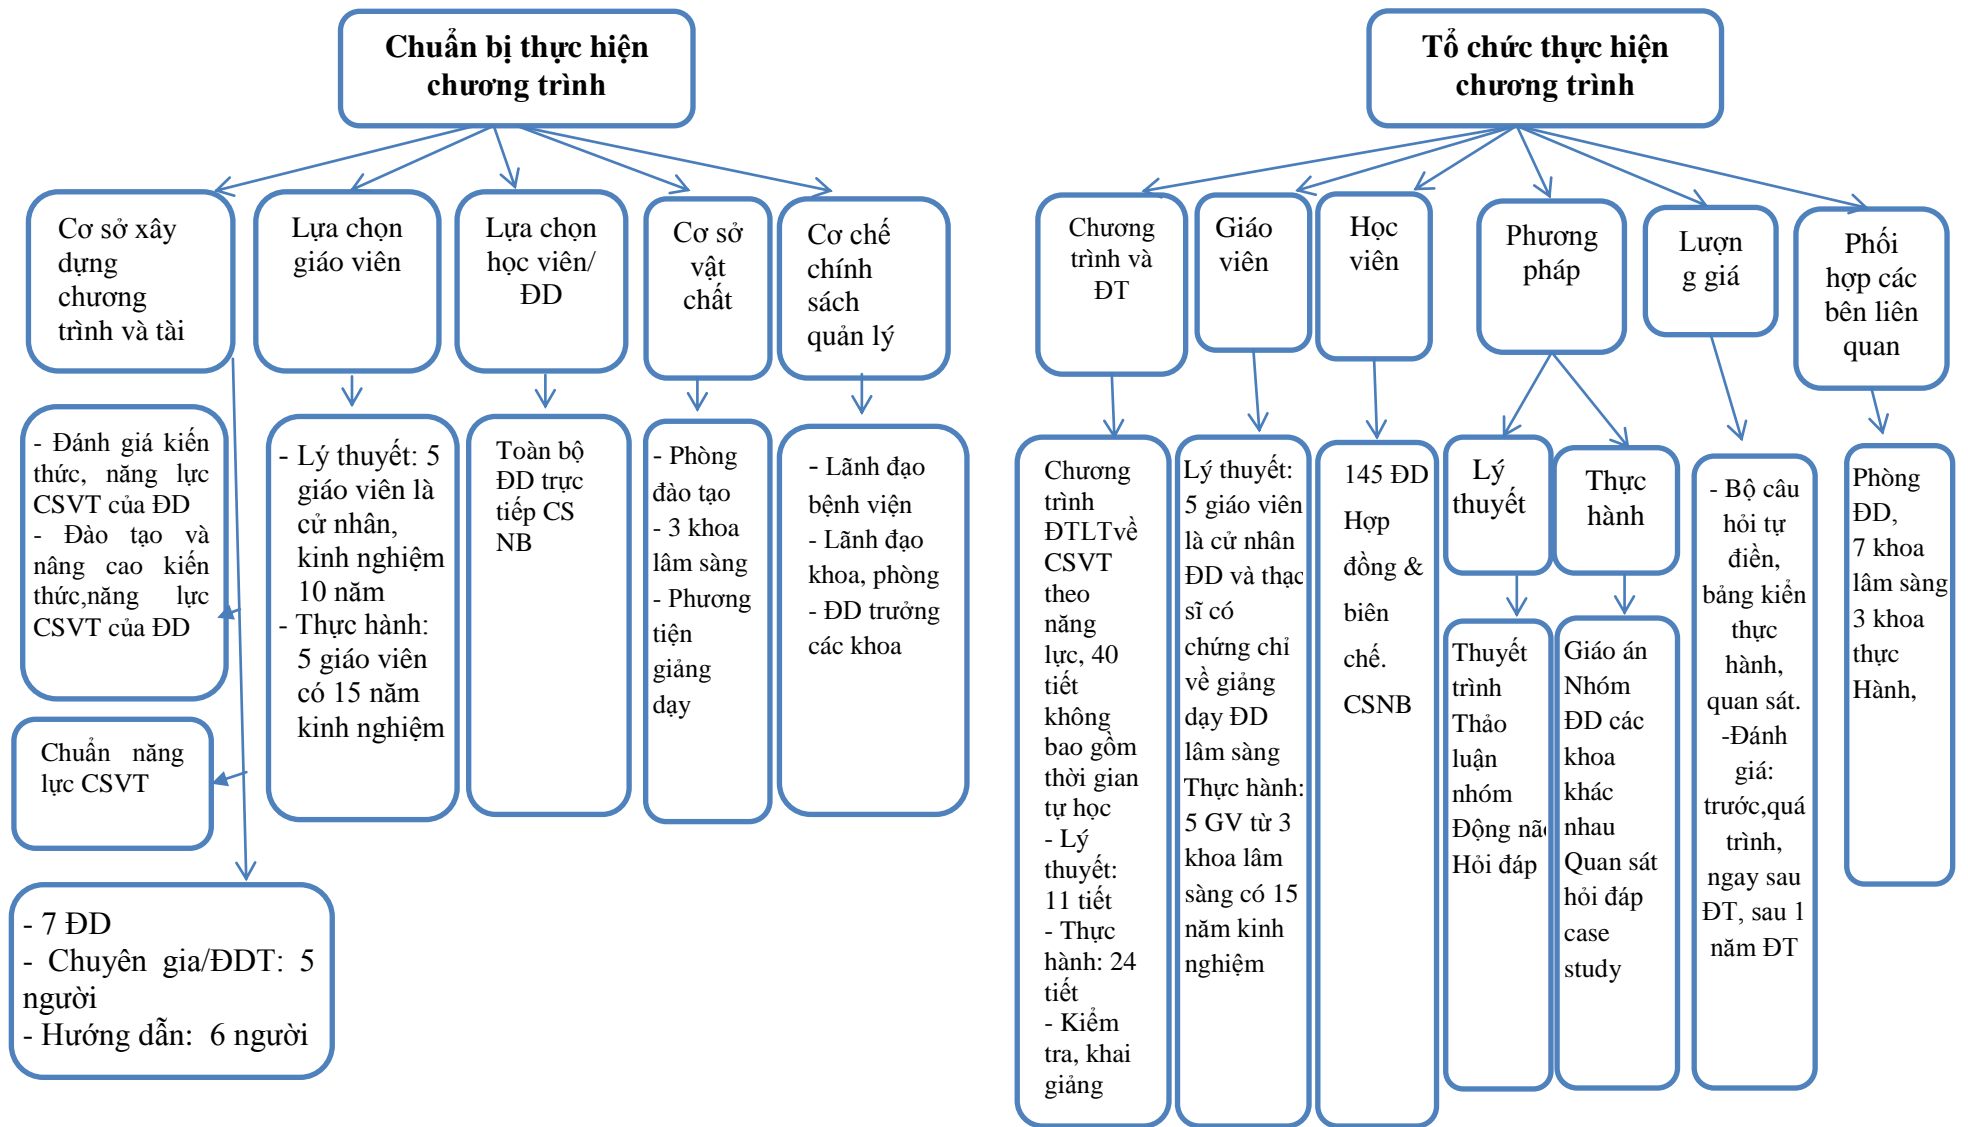 Chuẩn bị thực hiện
chương trình
Cơ sở xây
dựng
chương
trình và tài
Lựa chọn
giáo viên
Lựa chọn
học viên/
ĐD
Cơ sở
vật
chất
Cơ chế
chính
sách
quản lý
- Đánh giá kiến
thức, năng lực
CSVT của ĐD
- Đào tạo và
nâng cao kiến
thức,năng lực
CSVT của ĐD
Chuẩn năng
lực CSVT
- 7 ĐD
- Chuyên gia/ĐDT: 5
người
- Hướng dẫn: 6 người
- Lý thuyết: 5
giáo viên là
cử nhân,
kinh nghiệm
10 năm
- Thực hành:
5 giáo viên
có 15 năm
kinh nghiệm
Toàn bộ
ĐD trực
tiếp CS
NB
- Phòng
đào tạo
- 3 khoa
lâm sàng
- Phương
tiện
giảng
dạy
- Lãnh đạo
bệnh viện
- Lãnh đạo
khoa, phòng
- ĐD trưởng
các khoa
Tổ chức thực hiện
chương trình
Chương
trình và
ĐT
Giáo
viên
Học
viên
Phương
pháp
Lượn
g giá
Phối
hợp các
bên liên
quan
Chương
trình
ĐTLTvề
CSVT
theo
năng
lực, 40
tiết
không
bao gồm
thời gian
tự học
- Lý
thuyết:
11 tiết
- Thực
hành: 24
tiết
- Kiểm
tra, khai
giảng
Lý thuyết:
5 giáo viên
là cử nhân
ĐD và thạc
sĩ có
chứng chỉ
về giảng
dạy ĐD
lâm sàng
Thực hành:
5 GV từ 3
khoa lâm
sàng có 15
năm kinh
nghiệm
145 ĐD
Hợp
đồng &
biên
chế.
CSNB
Lý
thuyết
Thực
hành
Thuyết
trình
Thảo
luận
nhóm
Động não
Hỏi đáp
Giáo án
Nhóm
ĐD các
khoa
khác
nhau
Quan sát
hỏi đáp
case
study
- Bộ câu
hỏi tự
điền,
bảng kiển
thực
hành,
quan sát.
-Đánh
giá:
trước,quá
trình,
ngay sau
ĐT, sau 1
năm ĐT
Phòng
ĐD,
7 khoa
lâm sàng
3 khoa
thực
Hành,